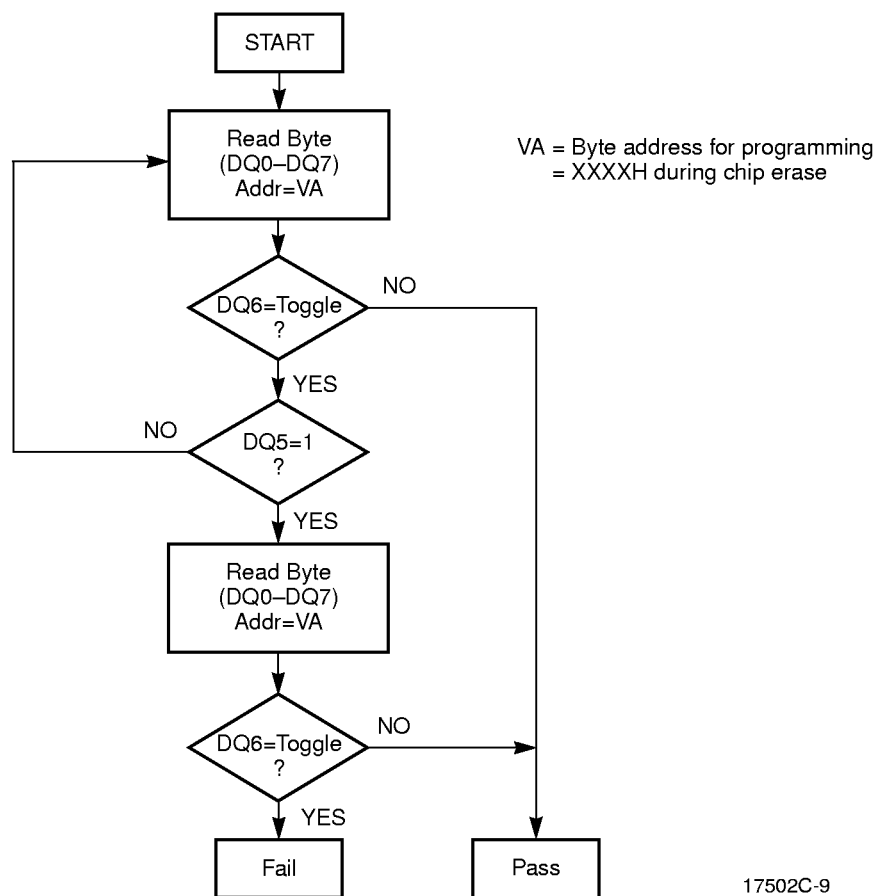 START
Read Byte
(DQ0–DQ7)
Addr=VA
VA = Byte address for programming
= XXXXH during chip erase
DQ6=Toggle
?
NO
YES
DQ5=1
?
NO
YES
Read Byte
(DQ0–DQ7)
Addr=VA
DQ6=Toggle
?
NO
YES
Fail
Pass
17502C-9